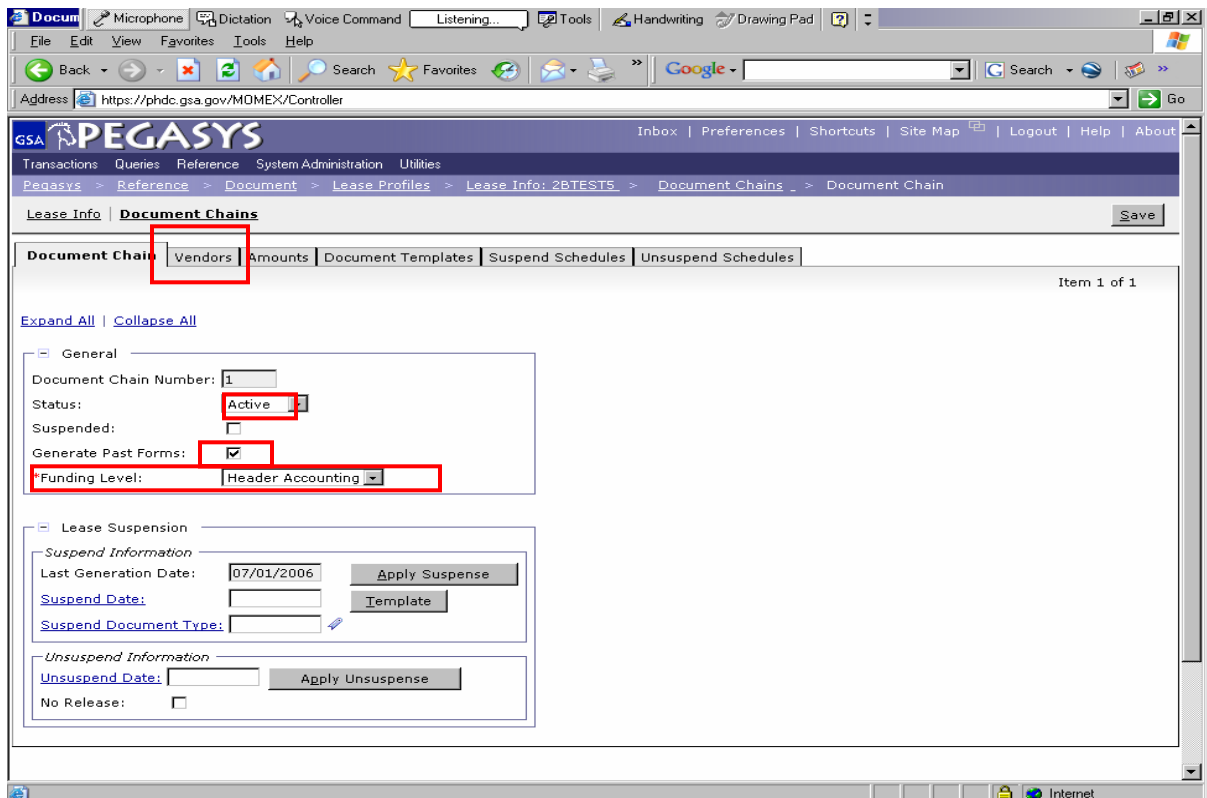 Docum Microphone Dictation Voice Command Listening... Tools Handwriting Drawing Pad
File Edit View Favorites Tools Help
Back Search Favorites » Google Search »
Address https://phdc.gsa.gov/MOMEX/Controller Go
GSA PEGASYS Inbox | Preferences | Shortcuts | Site Map | Logout | Help | About
Transactions Queries Reference System Administration Utilities
Pegasys > Reference > Document > Lease Profiles > Lease Info: 2BTEST5 > Document Chains > Document Chain
Lease Info | Document Chains Save
Document Chain Vendors Amounts Document Templates Suspend Schedules Unsuspend Schedules
Item 1 of 1
Expand All | Collapse All
General
Document Chain Number: 1
Status: Active
Suspended:
Generate Past Forms:
*Funding Level: Header Accounting
Lease Suspension
Suspend Information
Last Generation Date: 07/01/2006 Apply Suspense
Suspend Date: Template
Suspend Document Type:
Unsuspend Information
Unsuspend Date: Apply Unsuspense
No Release:
Internet